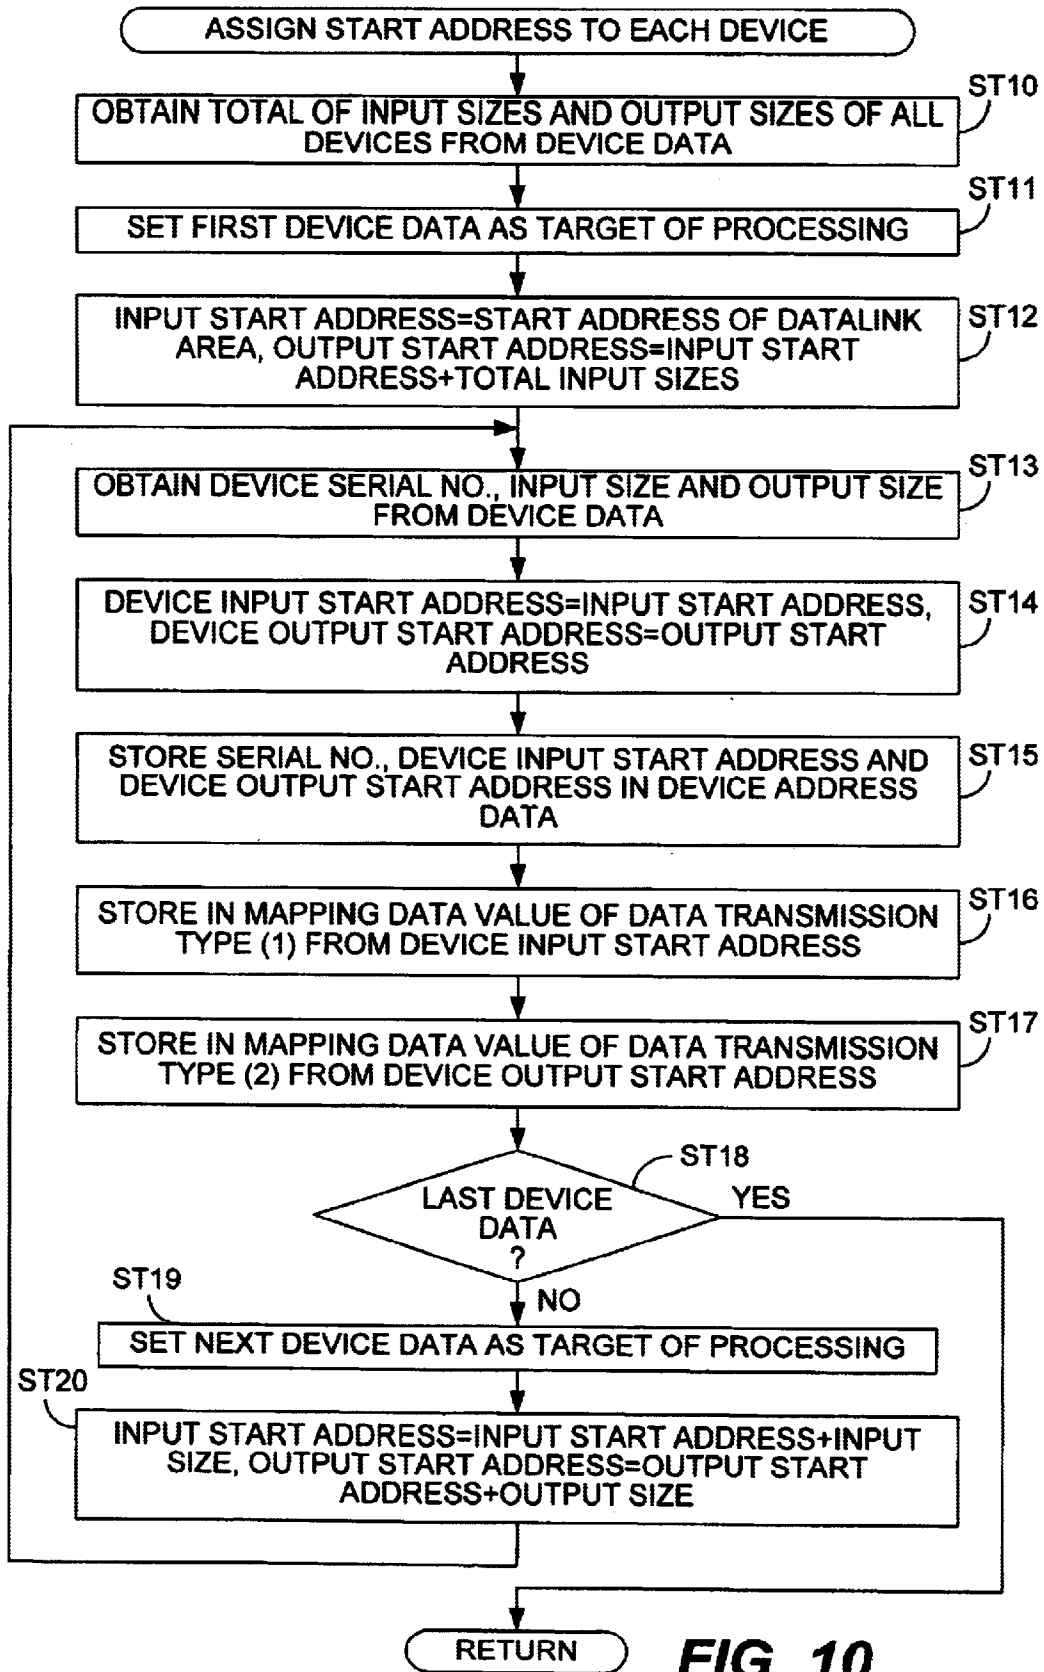 ASSIGN START ADDRESS TO EACH DEVICE
ST10
OBTAIN TOTAL OF INPUT SIZES AND OUTPUT SIZES OF ALL
DEVICES FROM DEVICE DATA
ST11
SET FIRST DEVICE DATA AS TARGET OF PROCESSING
ST12
INPUT START ADDRESS=START ADDRESS OF DATALINK
AREA, OUTPUT START ADDRESS=INPUT START
ADDRESS+TOTAL INPUT SIZES
ST13
OBTAIN DEVICE SERIAL NO., INPUT SIZE AND OUTPUT SIZE
FROM DEVICE DATA
ST14
DEVICE INPUT START ADDRESS=INPUT START ADDRESS,
DEVICE OUTPUT START ADDRESS=OUTPUT START
ADDRESS
ST15
STORE SERIAL NO., DEVICE INPUT START ADDRESS AND
DEVICE OUTPUT START ADDRESS IN DEVICE ADDRESS
DATA
ST16
STORE IN MAPPING DATA VALUE OF DATA TRANSMISSION
TYPE (1) FROM DEVICE INPUT START ADDRESS
ST17
STORE IN MAPPING DATA VALUE OF DATA TRANSMISSION
TYPE (2) FROM DEVICE OUTPUT START ADDRESS
ST18
LAST DEVICE
DATA
?
YES
NO
ST19
SET NEXT DEVICE DATA AS TARGET OF PROCESSING
ST20
INPUT START ADDRESS=INPUT START ADDRESS+INPUT
SIZE, OUTPUT START ADDRESS=OUTPUT START
ADDRESS+OUTPUT SIZE
RETURN
FIG. 10